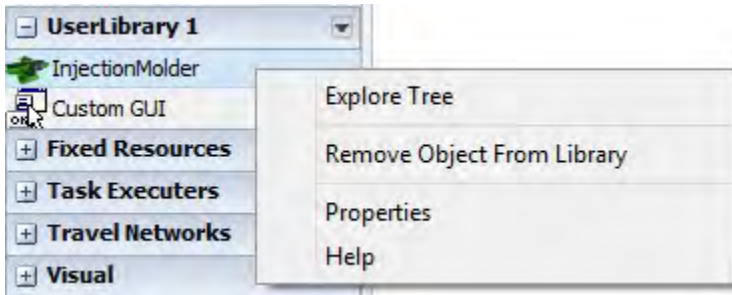 UserLibrary 1
InjectionMolder
Custom GUI
OK
Fixed Resources
Task Executers
Travel Networks
Visual
Explore Tree
Remove Object From Library
Properties
Help